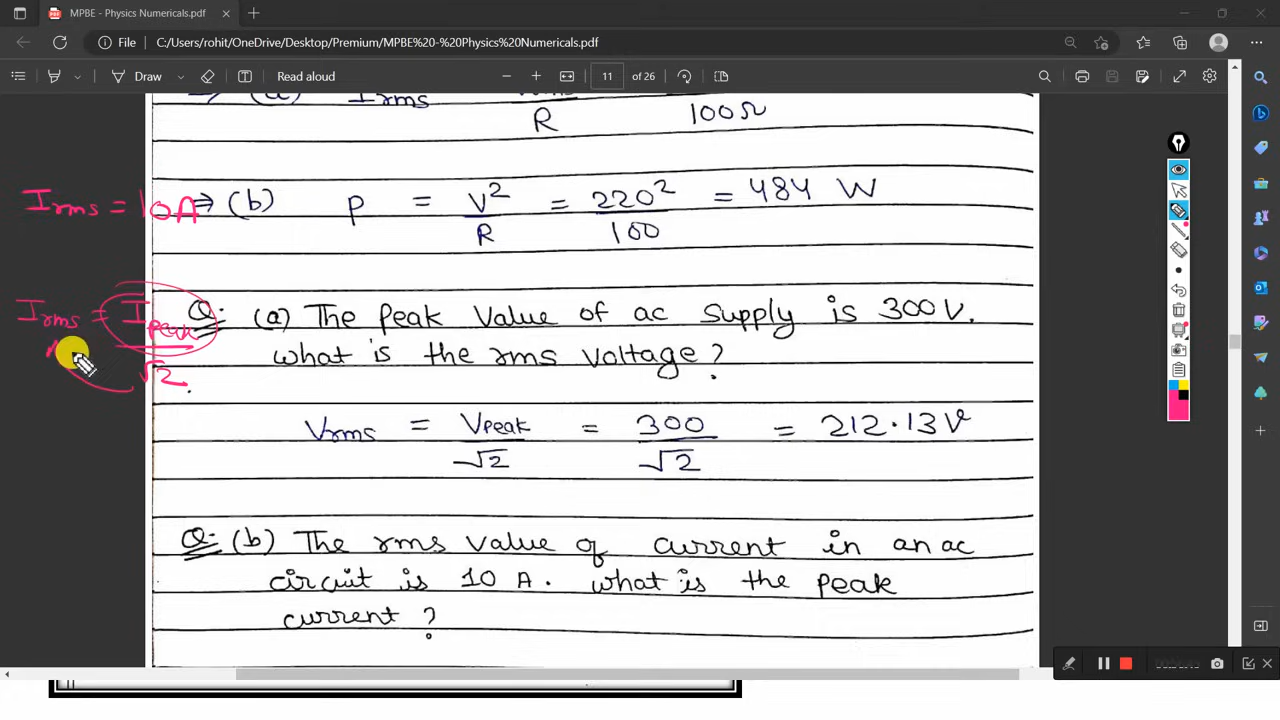 MPBE - Physics Numericals.pdf
File C:/Users/rohit/OneDrive/Desktop/Premium/MPBE%20-%20Physics%20Numericals.pdf
Draw Read aloud 11 of 26
(a) Irms
R 100Ω
Irms = 10A
⇒ (b) P = V² / R = 220² / 100 = 484 W
Irms = Ipeak / √2
Q:- (a) The Peak Value of ac supply is 300V.
what is the rms voltage?
Vrms = Vpeak / √2 = 300 / √2 = 212.13 V
Q:- (b) The rms value of current in an ac
circuit is 10 A. what is the peak
current ?